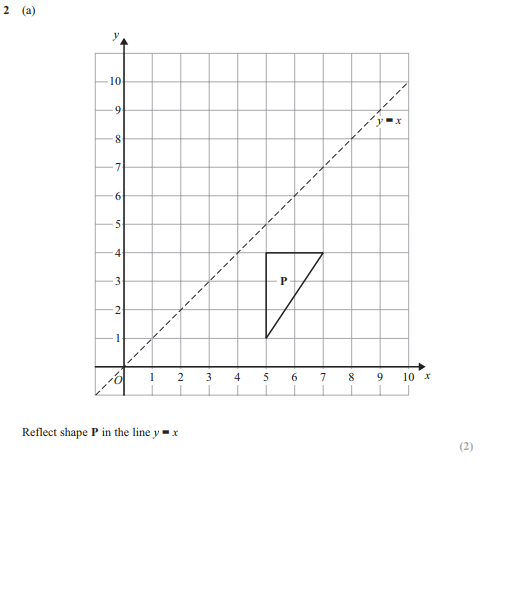 2 (a)
y
10
9
y = x
8
7
6
5
4
3
P
2
1
O 1 2 3 4 5 6 7 8 9 10 x
Reflect shape P in the line y = x
(2)